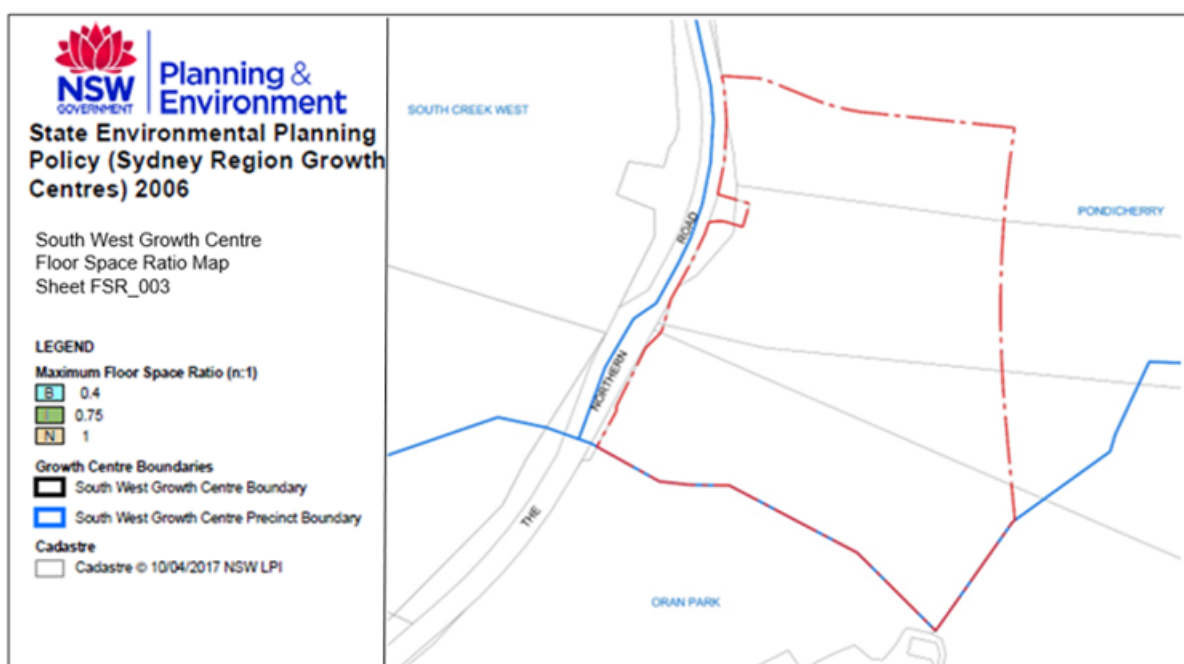 NSW
GOVERNMENT
Planning &
Environment
State Environmental Planning
Policy (Sydney Region Growth
Centres) 2006
South West Growth Centre
Floor Space Ratio Map
Sheet FSR_003
LEGEND
Maximum Floor Space Ratio (n:1)
B 0.4
I 0.75
N 1
Growth Centre Boundaries
South West Growth Centre Boundary
South West Growth Centre Precinct Boundary
Cadastre
Cadastre © 10/04/2017 NSW LPI
SOUTH CREEK WEST
PONDICHERRY
THE NORTHERN ROAD
ORAN PARK